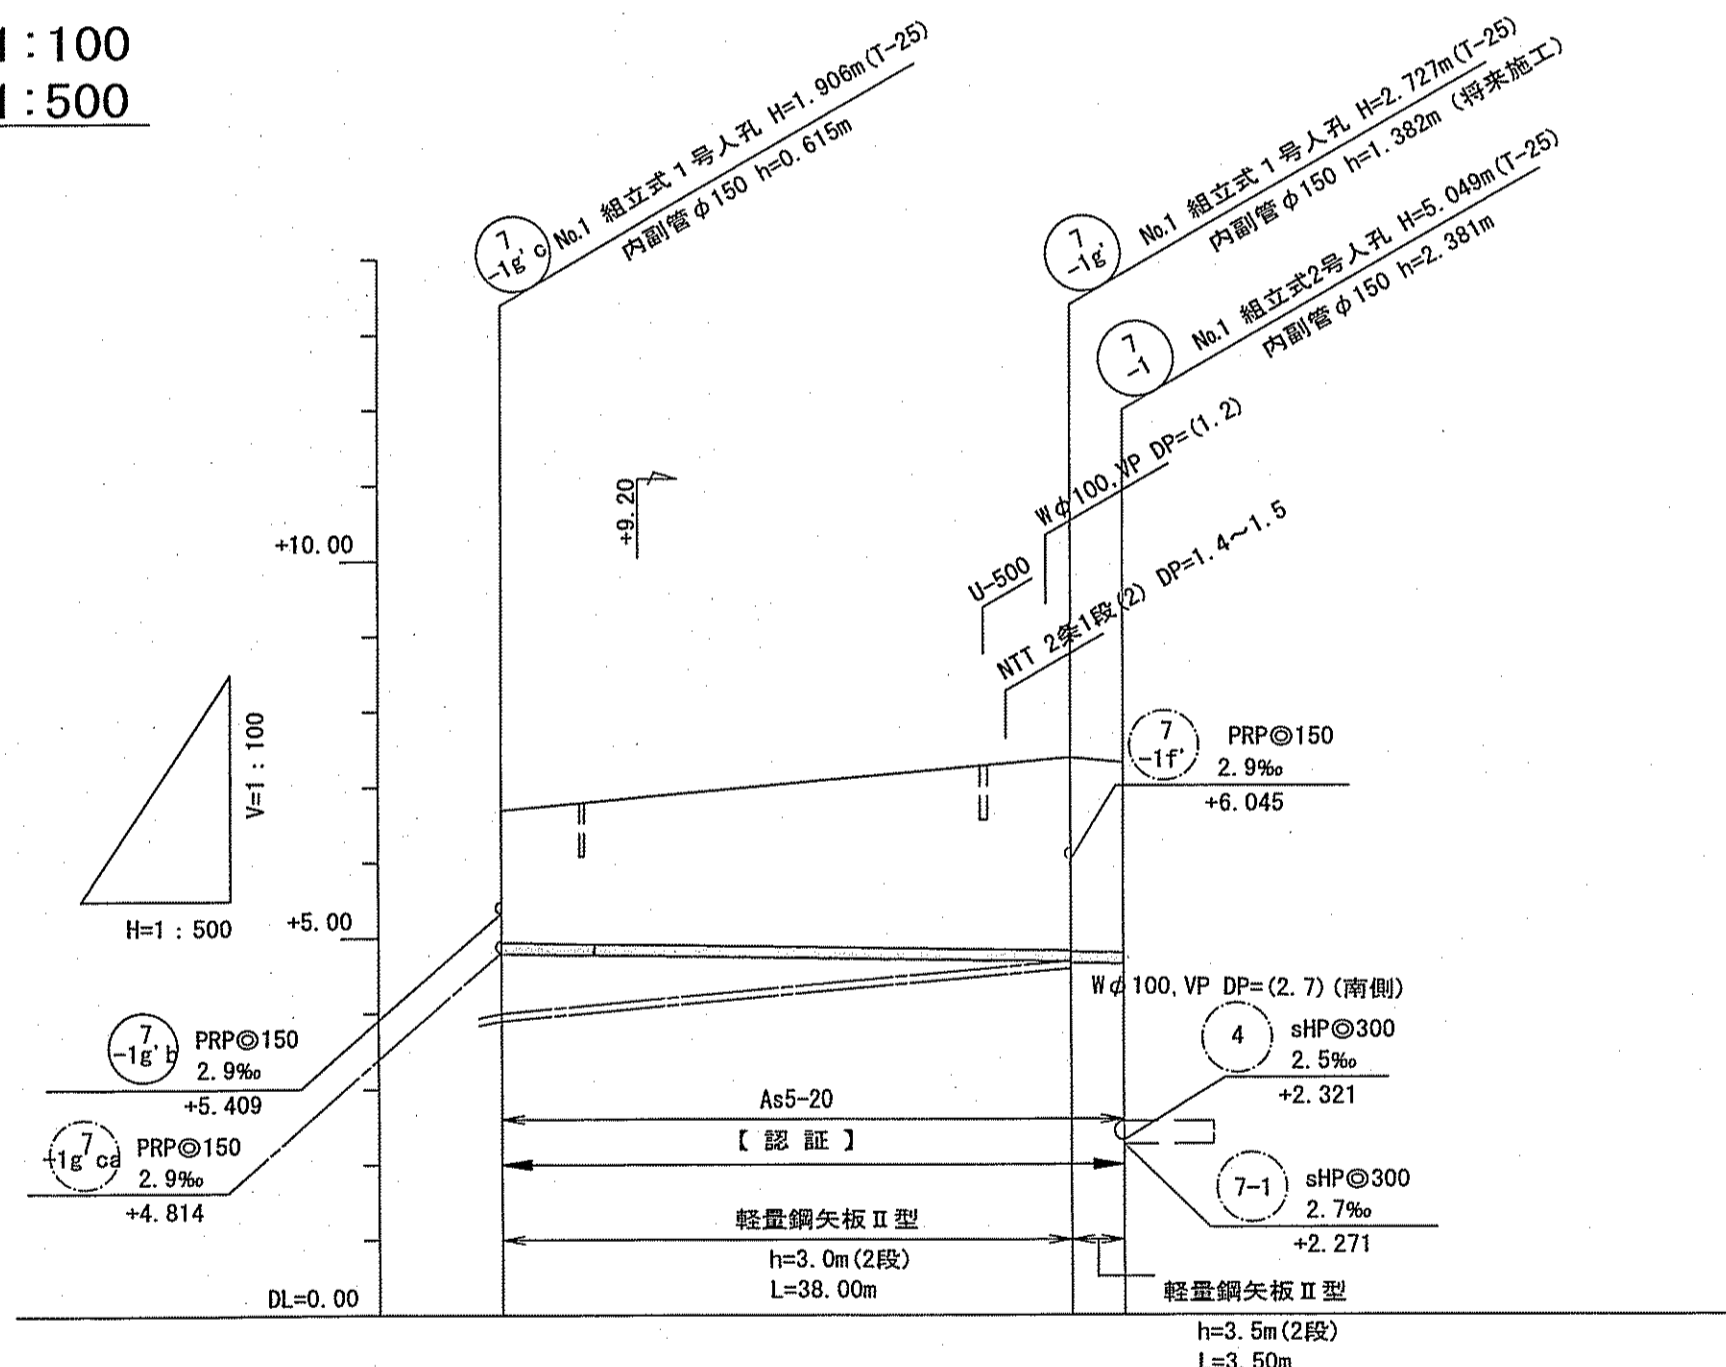 1:100
1:500
7
-1g' c
No.1 組立式1号人孔 H=1.906m(T-25)
内副管φ150 h=0.615m
7
-1g'
No.1 組立式1号人孔 H=2.727m(T-25)
内副管φ150 h=1.382m (将来施工)
7
-1
No.1 組立式2号人孔 H=5.049m(T-25)
内副管φ150 h=2.381m
Wφ100,VP DP=(1.2)
+9.20
+10.00
U-500
NTT 2条1段(2) DP=1.4~1.5
V=1:100
H=1:500
7
-1f'
PRP◎150
2.9‰
+6.045
+5.00
Wφ100,VP DP=(2.7)(南側)
7
-1g' b
PRP◎150
2.9‰
+5.409
4
sHP◎300
2.5‰
+2.321
As5-20
【 認 証 】
7
-1g' ca
PRP◎150
2.9‰
+4.814
7-1
sHP◎300
2.7‰
+2.271
軽量鋼矢板Ⅱ型
h=3.0m(2段)
L=38.00m
軽量鋼矢板Ⅱ型
h=3.5m(2段)
L=3.50m
DL=0.00